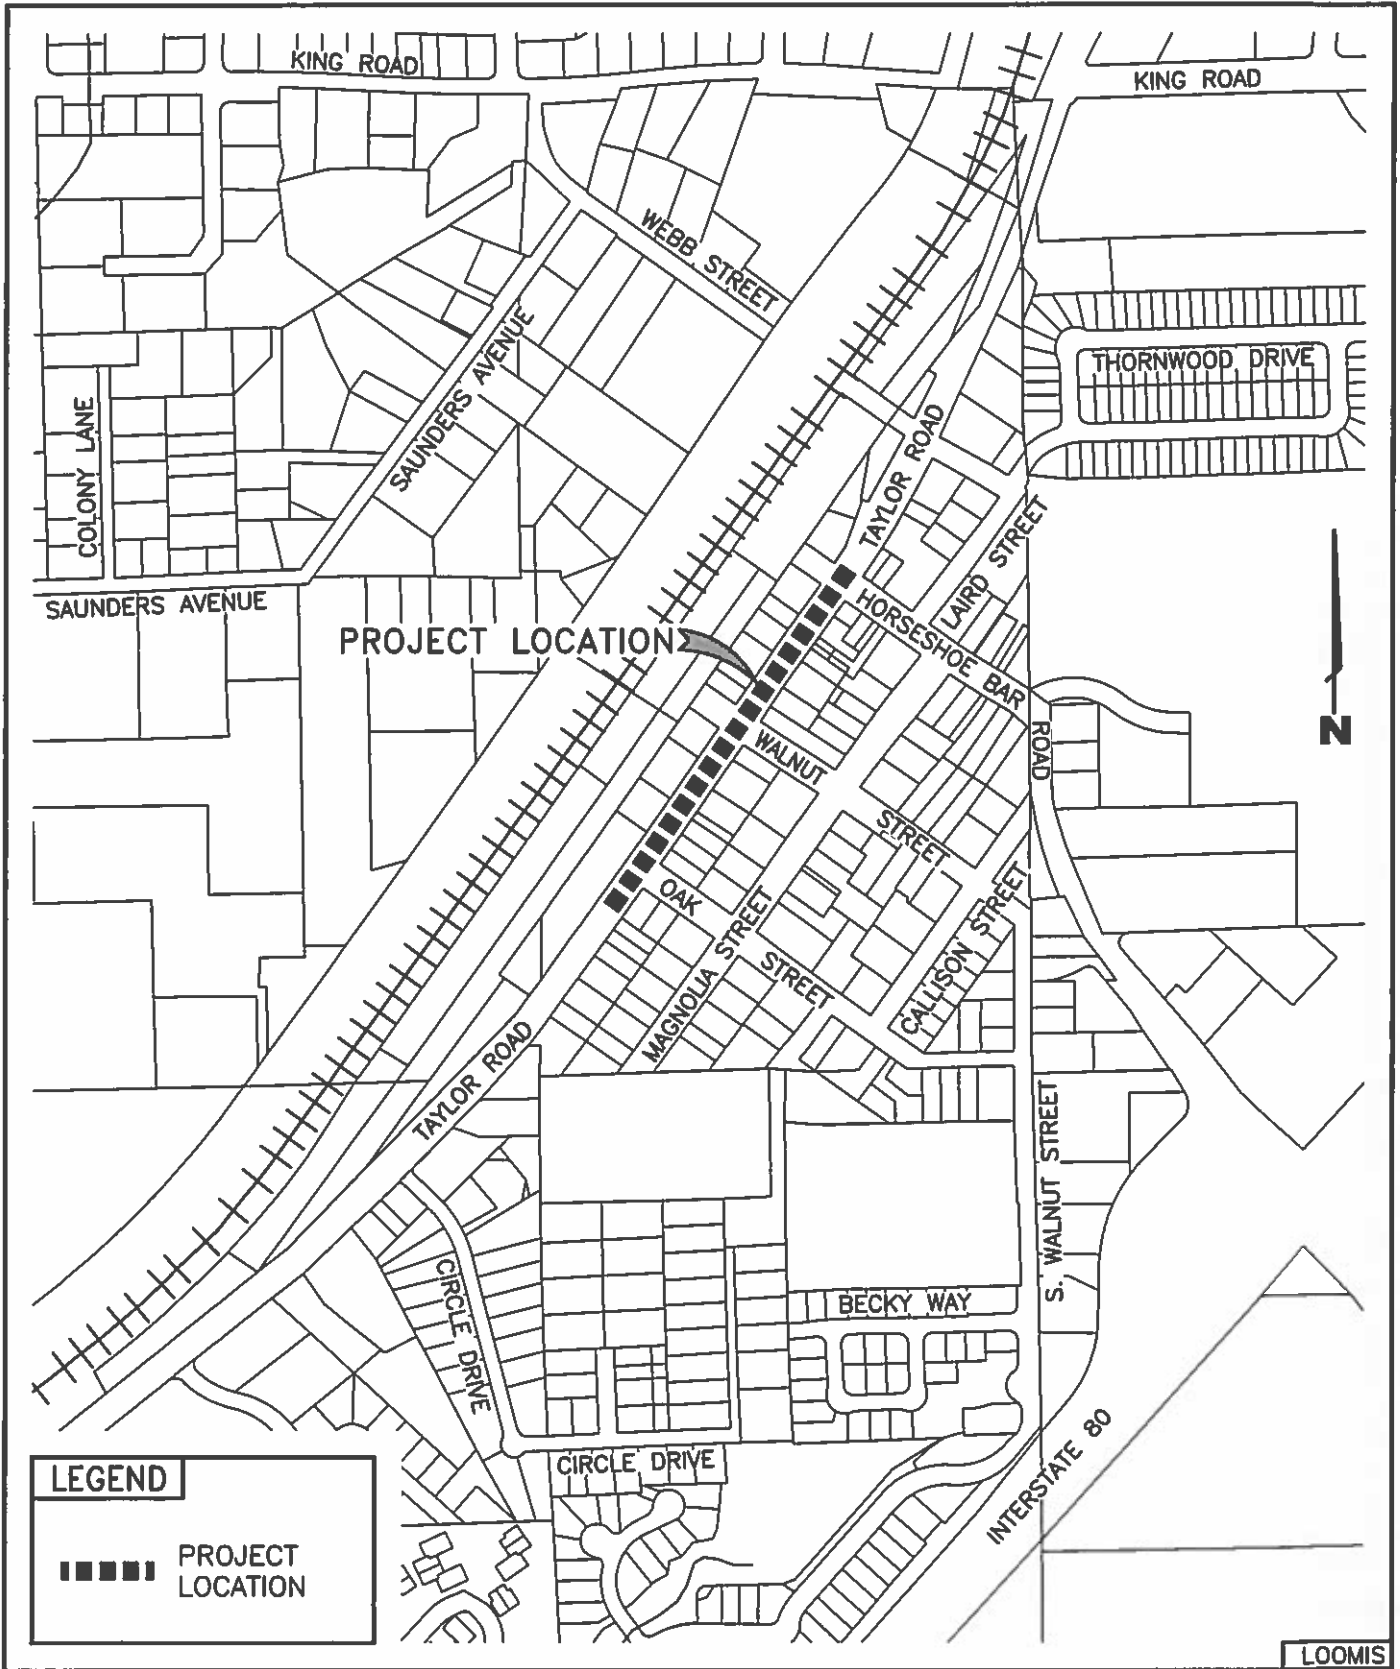 KING ROAD
KING ROAD
WEBB STREET
THORNWOOD DRIVE
SAUNDERS AVENUE
COLONY LANE
TAYLOR ROAD
LAIRD STREET
SAUNDERS AVENUE
HORSESHOE BAR
ROAD
PROJECT LOCATION
N
WALNUT
STREET
OAK
STREET
MAGNOLIA STREET
CALLISON STREET
TAYLOR ROAD
S. WALNUT STREET
CIRCLE DRIVE
BECKY WAY
CIRCLE DRIVE
INTERSTATE 80
LEGEND
PROJECT
LOCATION
LOOMIS